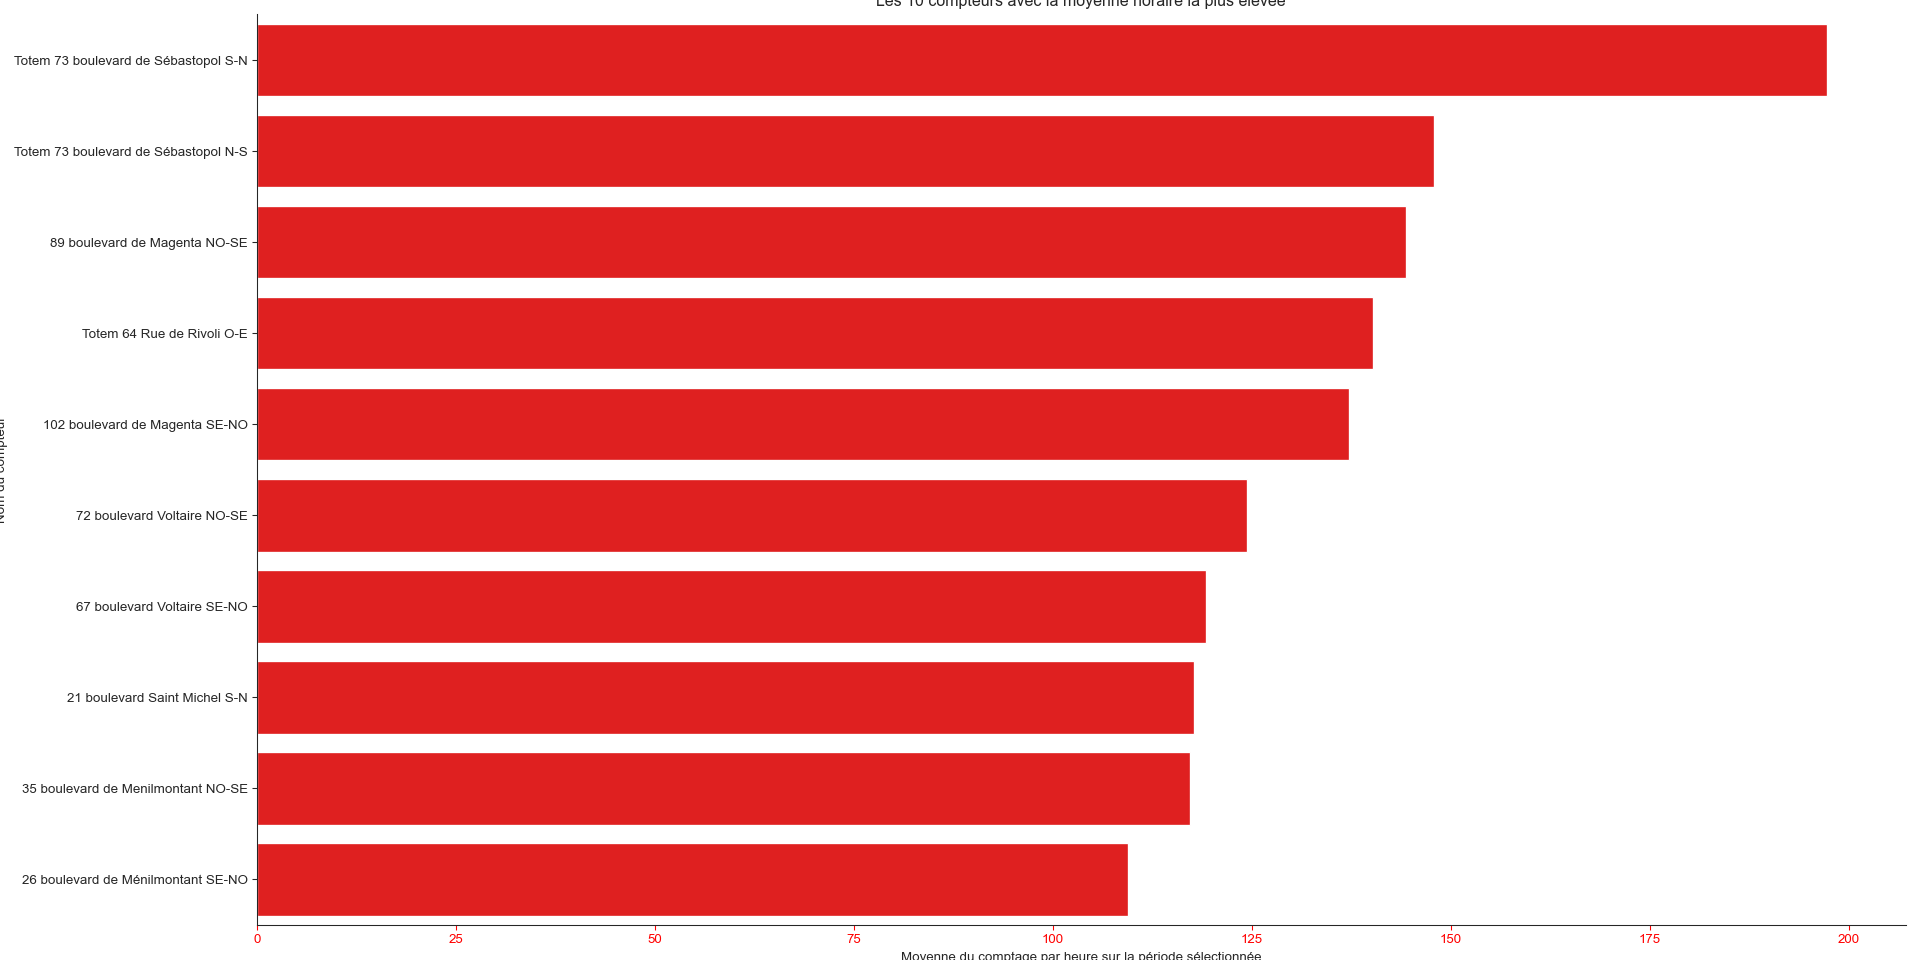 Les 10 compteurs avec la moyenne horaire la plus élevée
Totem 73 boulevard de Sébastopol S-N
Totem 73 boulevard de Sébastopol N-S
89 boulevard de Magenta NO-SE
Totem 64 Rue de Rivoli O-E
102 boulevard de Magenta SE-NO
72 boulevard Voltaire NO-SE
67 boulevard Voltaire SE-NO
21 boulevard Saint Michel S-N
35 boulevard de Menilmontant NO-SE
26 boulevard de Ménilmontant SE-NO
Nom du compteur
0 25 50 75 100 125 150 175 200
Moyenne du comptage par heure sur la période sélectionnée